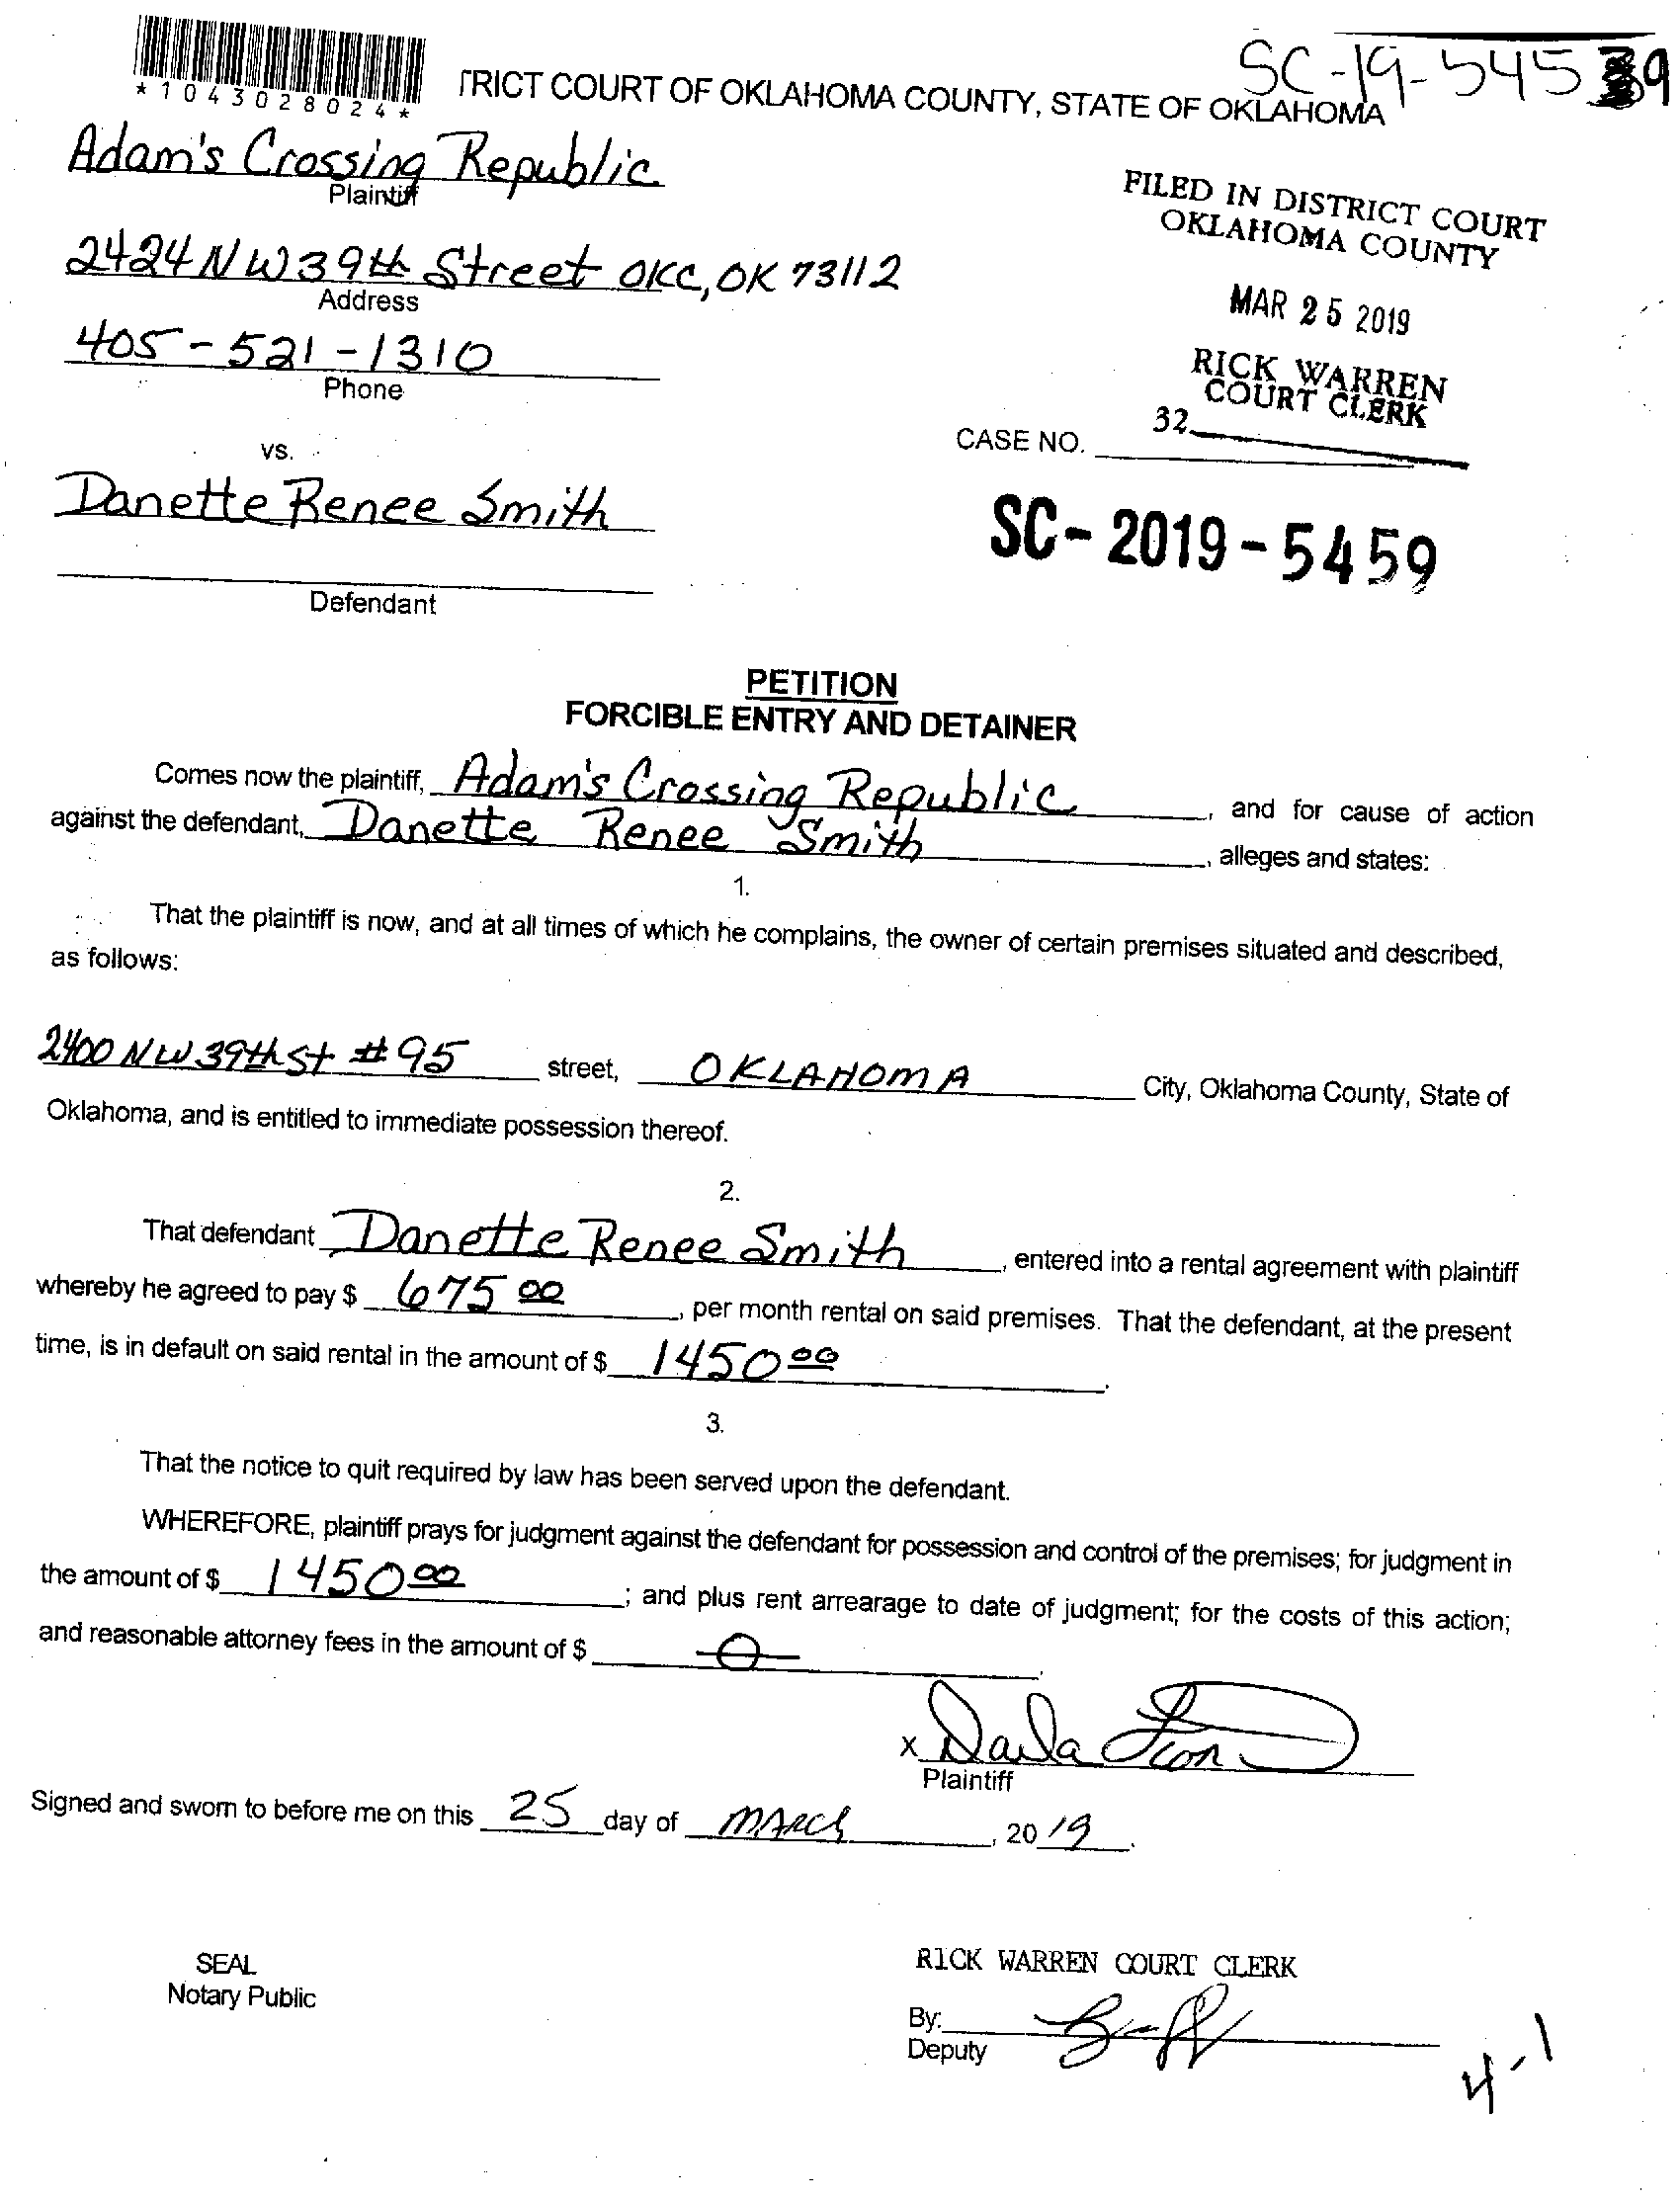 SC-19-545 9
*1043028024*
TRICT COURT OF OKLAHOMA COUNTY, STATE OF OKLAHOMA
Adam's Crossing Republic
Plaintiff
2424 NW 39th Street OKC, OK 73112
Address
405-521-1310
Phone
FILED IN DISTRICT COURT
OKLAHOMA COUNTY
MAR 25 2019
RICK WARREN
COURT CLERK
32
CASE NO.
vs.
Danette Renee Smith
SC-2019-5459
Defendant
PETITION
FORCIBLE ENTRY AND DETAINER
Comes now the plaintiff, Adam's Crossing Republic, and for cause of action
against the defendant, Danette Renee Smith, alleges and states:
1.
That the plaintiff is now, and at all times of which he complains, the owner of certain premises situated and described,
as follows:
2400 NW 39th St #95 street, OKLAHOMA City, Oklahoma County, State of
Oklahoma, and is entitled to immediate possession thereof.
2.
That defendant Danette Renee Smith, entered into a rental agreement with plaintiff
whereby he agreed to pay $ 675 00, per month rental on said premises. That the defendant, at the present
time, is in default on said rental in the amount of $ 1450 00.
3.
That the notice to quit required by law has been served upon the defendant.
WHEREFORE, plaintiff prays for judgment against the defendant for possession and control of the premises; for judgment in
the amount of $ 1450 00; and plus rent arrearage to date of judgment; for the costs of this action;
and reasonable attorney fees in the amount of $ 0.
x Darla
Plaintiff
Signed and sworn to before me on this 25 day of MARCH, 2019.
SEAL
Notary Public
RICK WARREN COURT CLERK
By:
Deputy
4-1